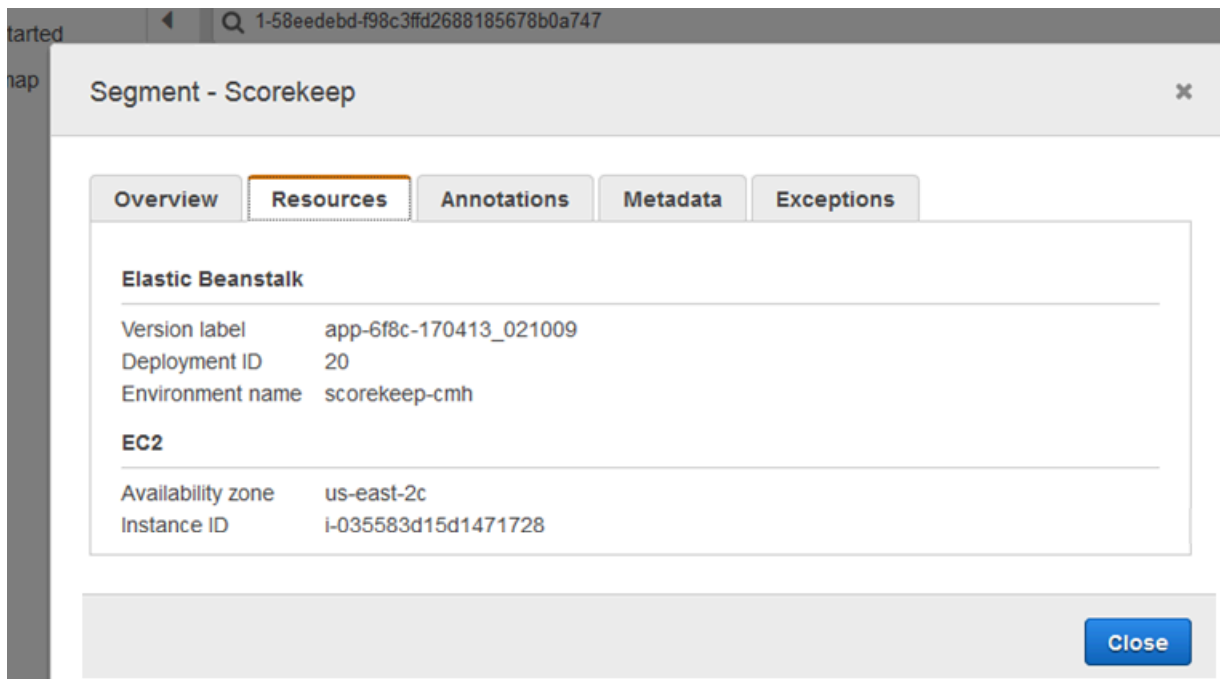 tarted
1-58eedebd-f98c3ffd2688185678b0a747
nap
Segment - Scorekeep
Overview Resources Annotations Metadata Exceptions
Elastic Beanstalk
Version label app-6f8c-170413_021009
Deployment ID 20
Environment name scorekeep-cmh
EC2
Availability zone us-east-2c
Instance ID i-035583d15d1471728
Close